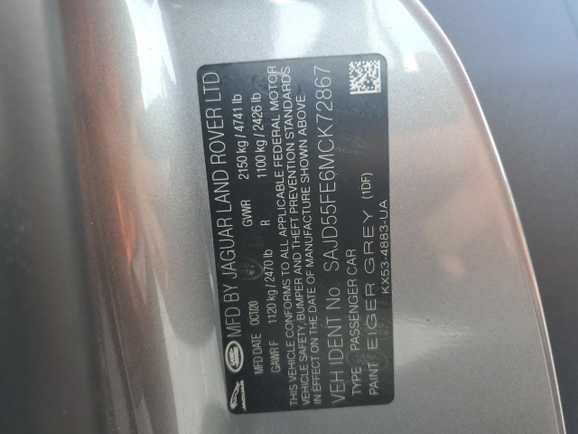 MFD BY JAGUAR LAND ROVER LTD
MFD DATE OCT/20 GVWR 2150 kg / 4741 lb
GAWR F 1120 kg / 2470 lb R 1100 kg / 2426 lb
THIS VEHICLE CONFORMS TO ALL APPLICABLE FEDERAL MOTOR
VEHICLE SAFETY, BUMPER AND THEFT PREVENTION STANDARDS
IN EFFECT ON THE DATE OF MANUFACTURE SHOWN ABOVE
VEH IDENT No SAJD55FE6MCK72867
TYPE PASSENGER CAR
PAINT EIGER GREY (1DF)
KX53-4883-UA